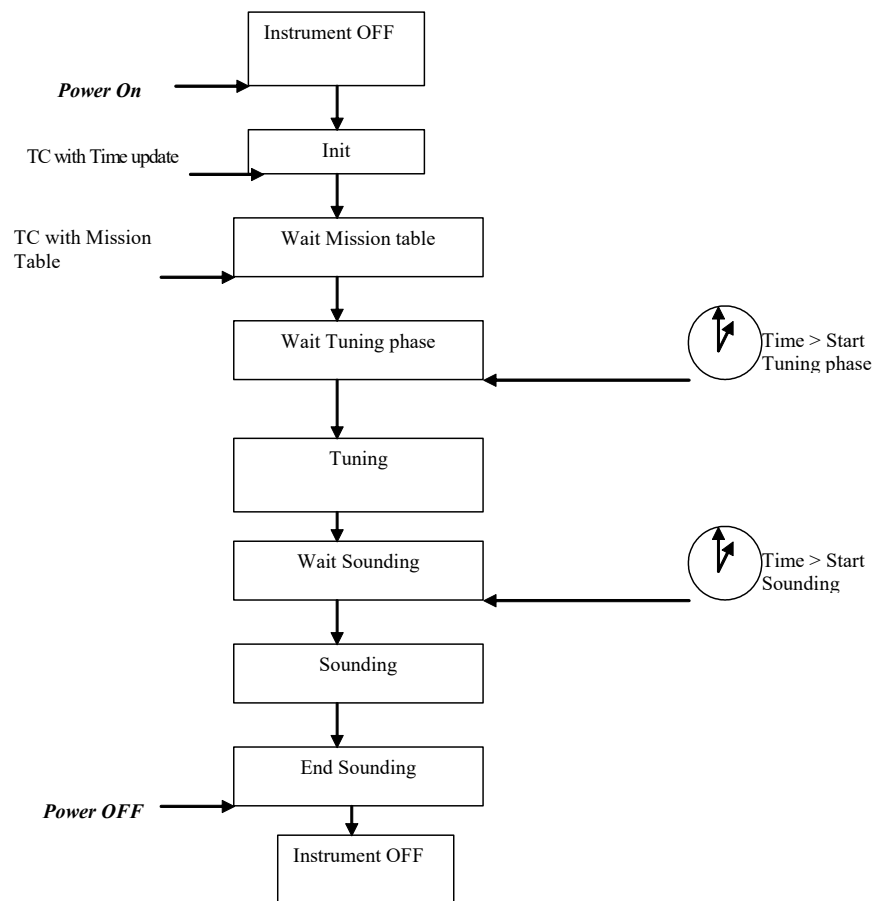 Instrument OFF
Power On
Init
TC with Time update
Wait Mission table
TC with Mission
Table
Wait Tuning phase
Time > Start
Tuning phase
Tuning
Wait Sounding
Time > Start
Sounding
Sounding
End Sounding
Power OFF
Instrument OFF